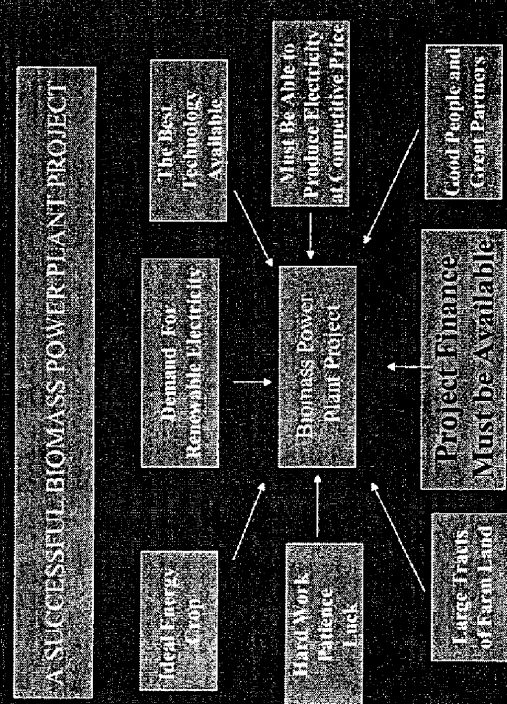 A SUCCESSFUL BIOMASS POWER PLANT PROJECT
Ideal Energy
Crop
Demand For
Renewable Electricity
The Best
Technology
Available
Hard Work
Patience
Luck
Biomass Power
Plant Project
Must Be Able to
Produce Electricity
at Competitive Price
Large Tracts
of Farm Land
Project Finance
Must be Available
Good People and
Great Partners